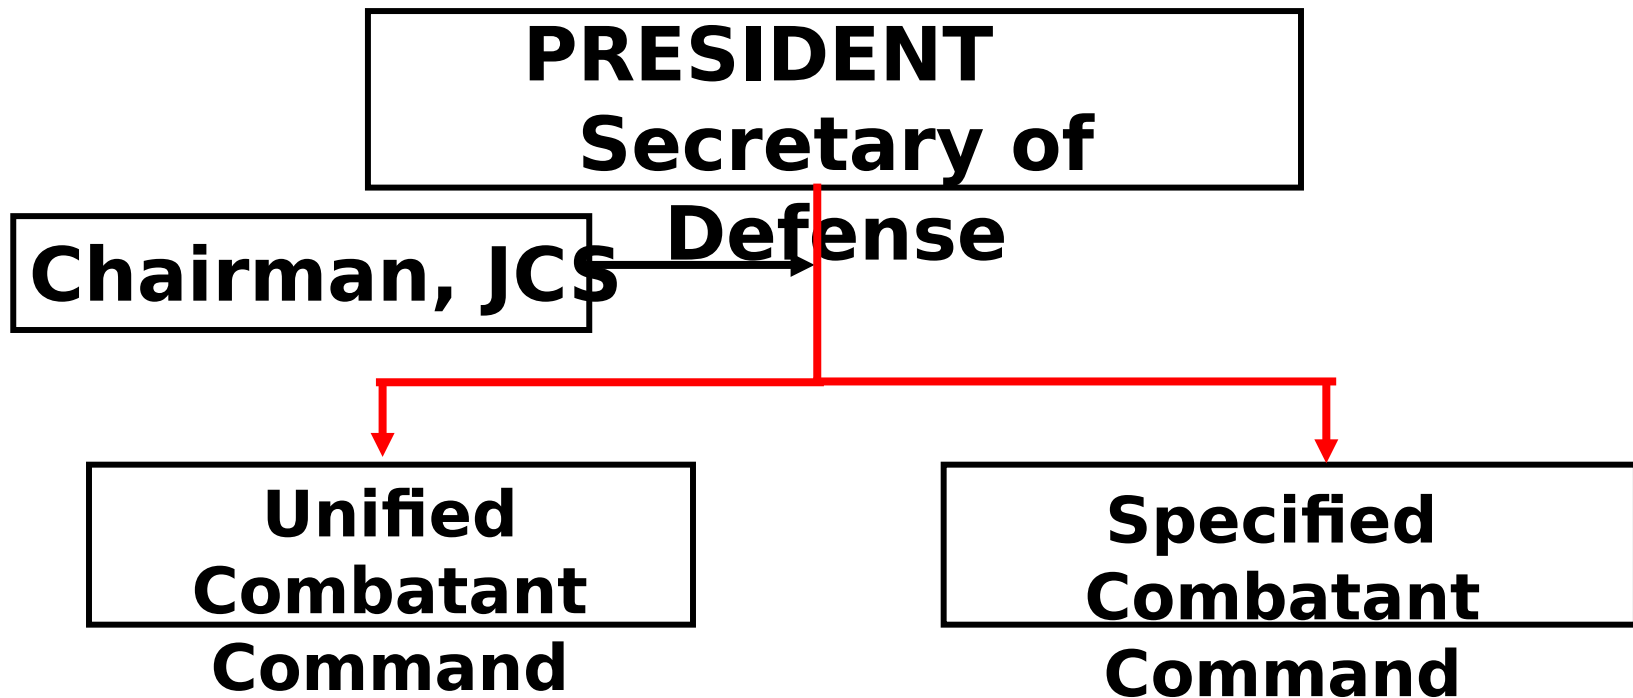 PRESIDENT
Secretary of
Defense
Chairman, JCS
Unified
Combatant
Command
Specified
Combatant
Command